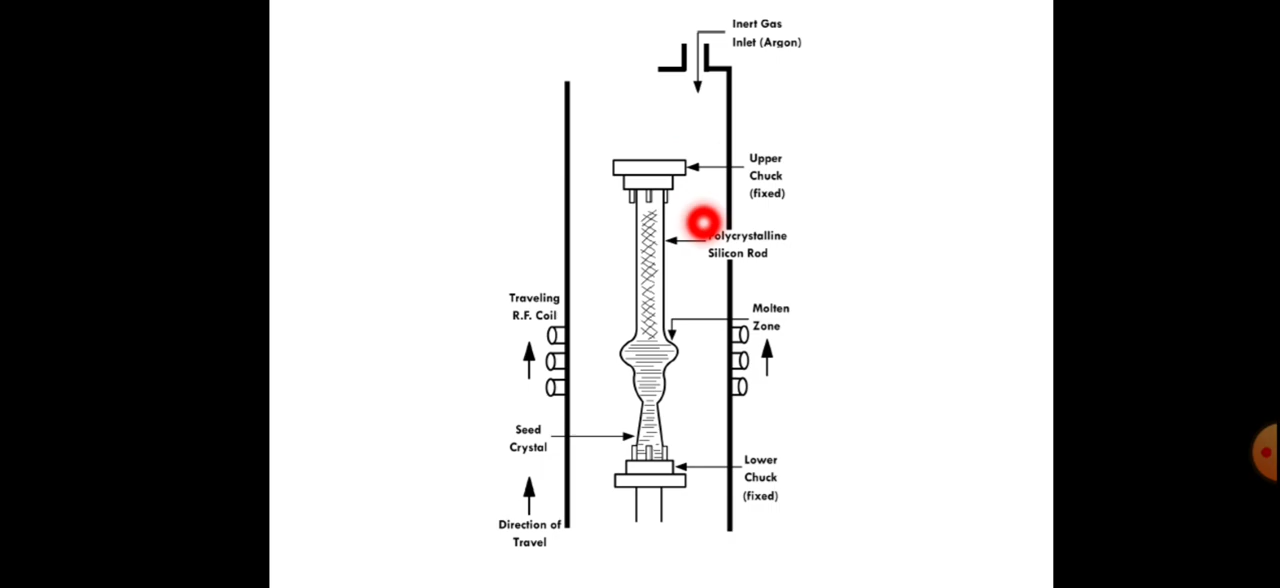 Inert Gas
Inlet (Argon)
Upper
Chuck
(fixed)
Silicon Rod
Traveling
R.F. Coil
Molten
Zone
Seed
Crystal
Lower
Chuck
(fixed)
Direction of
Travel